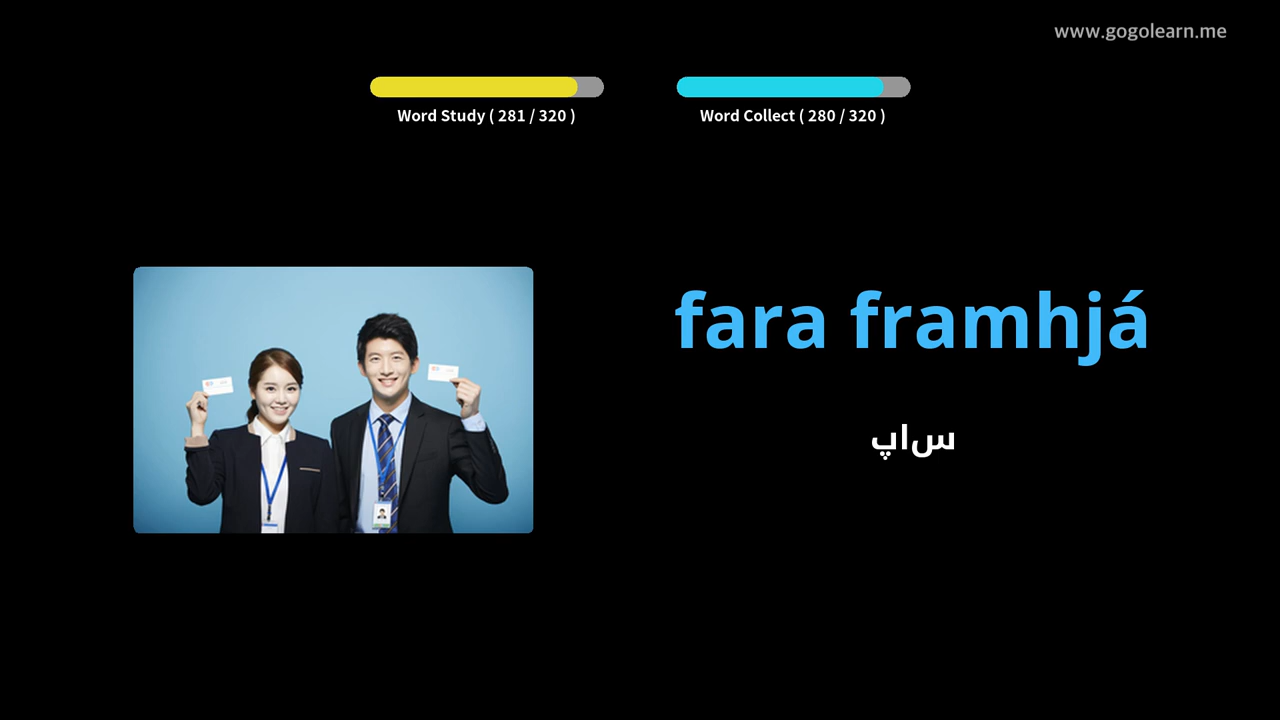 www.gogolearn.me
Word Study ( 281 / 320 )
Word Collect ( 280 / 320 )
fara framhjá
ساپ